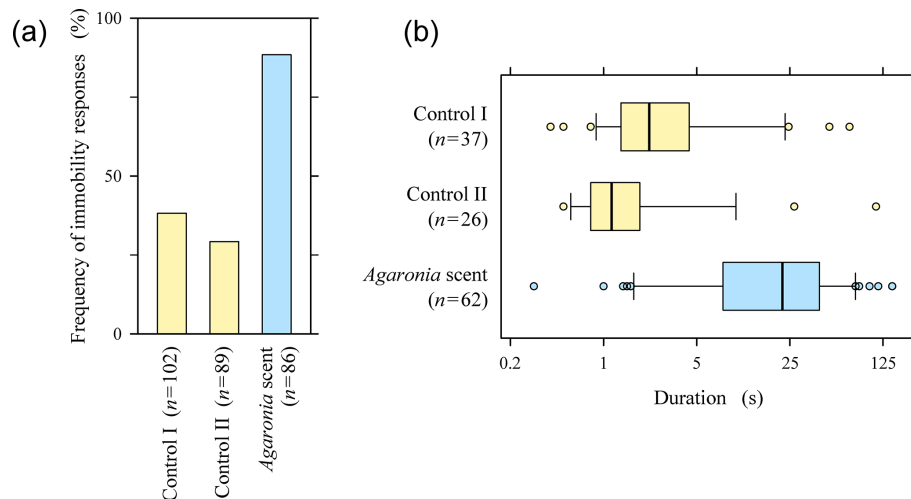 (a)
Frequency of immobility responses (%)
100
50
0
Control I (n=102)
Control II (n=89)
Agaronia scent
(n=86)
(b)
Control I
(n=37)
Control II
(n=26)
Agaronia scent
(n=62)
0.2 1 5 25 125
Duration (s)